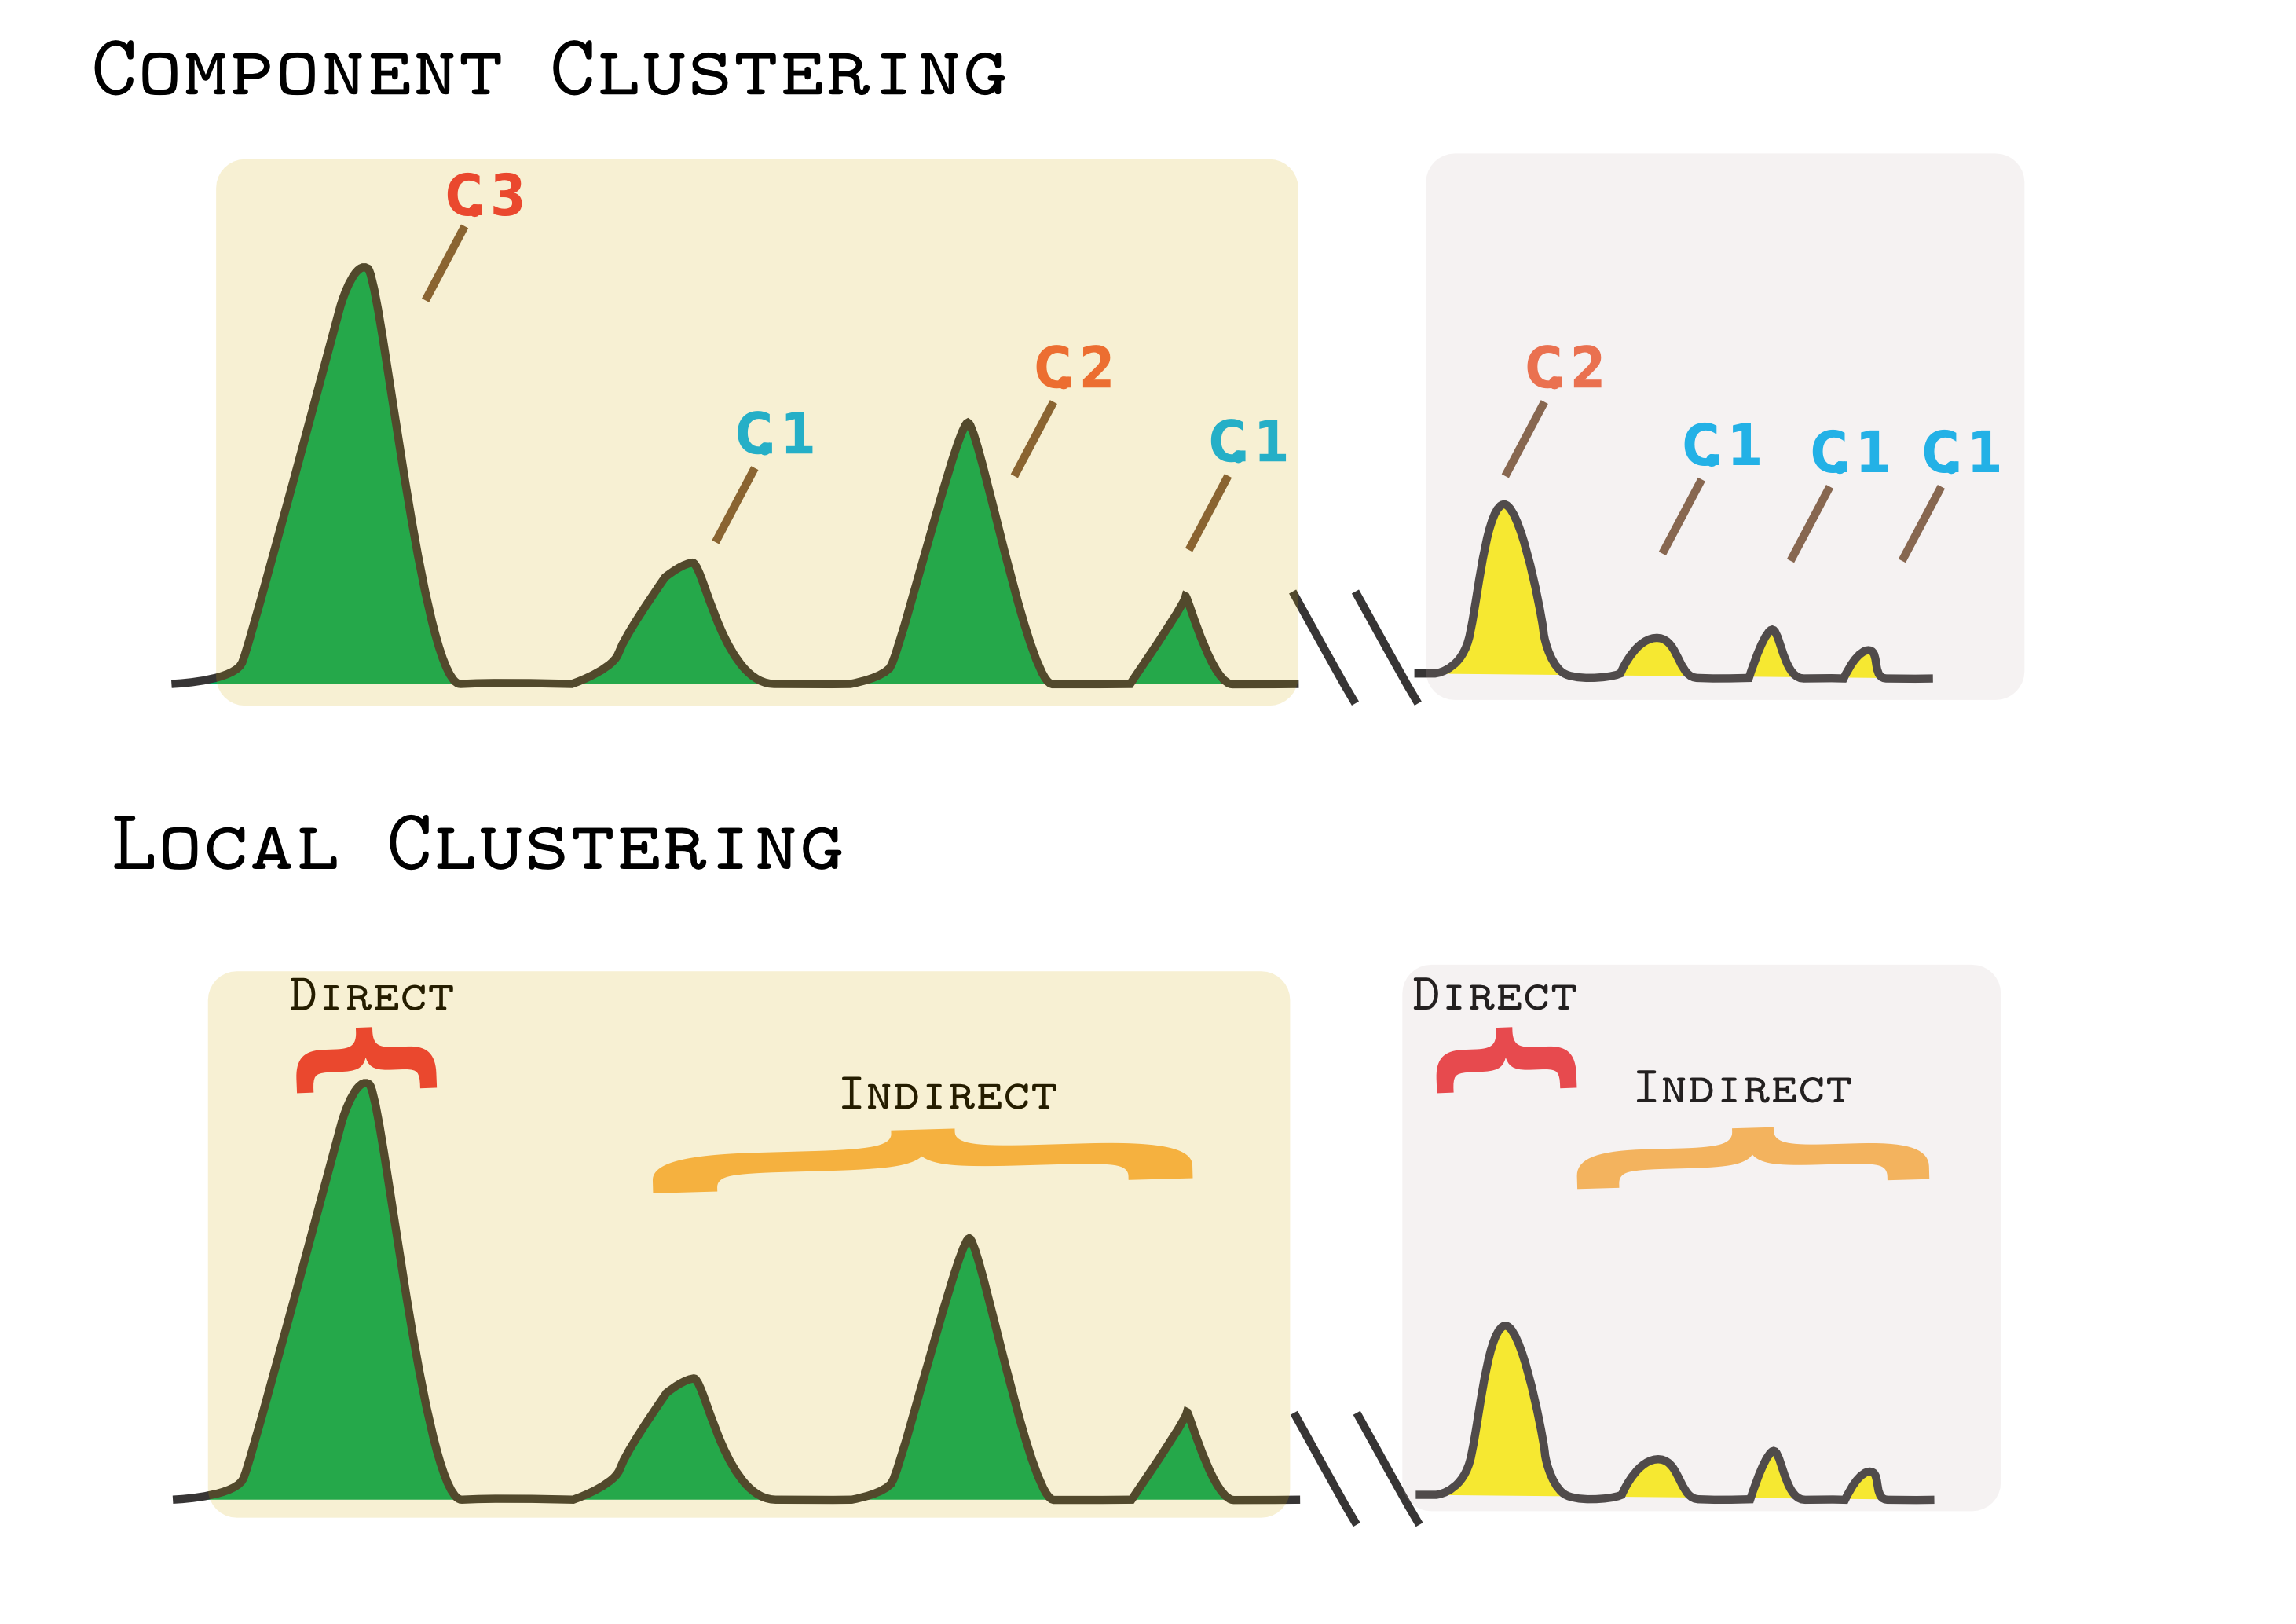 Component Clustering
C3
C2
C2
C1
C1
C1
C1
C1
Local Clustering
Direct
Direct
Indirect
Indirect